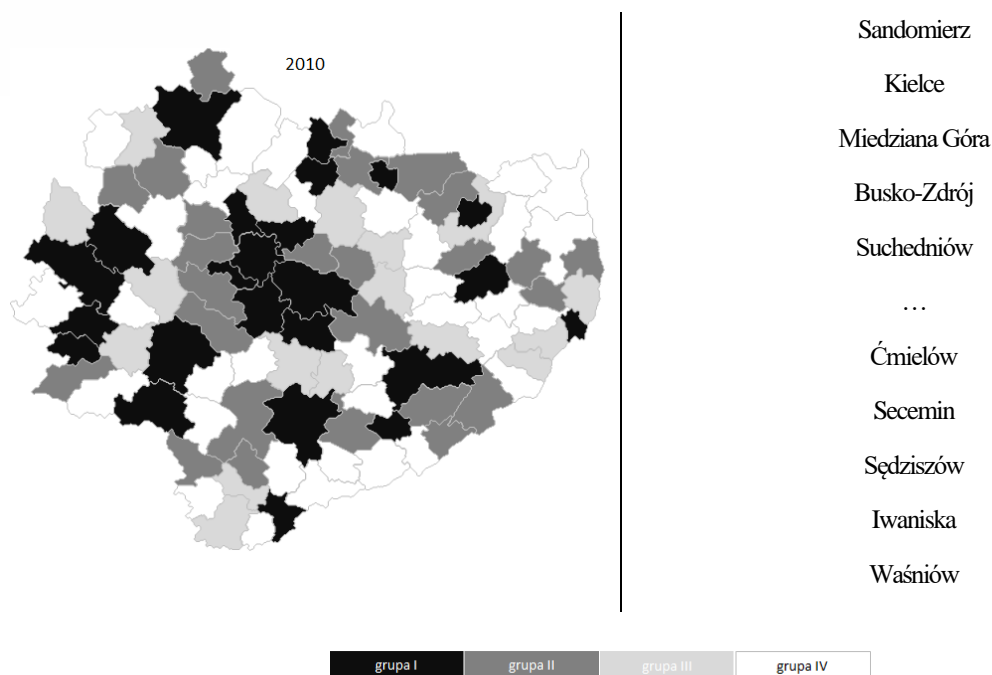 2010
Sandomierz
Kielce
Miedziana Góra
Busko-Zdrój
Suchedniów
…
Ćmielów
Secemin
Sędziszów
Iwaniska
Waśniów
grupa I
grupa II
grupa III
grupa IV